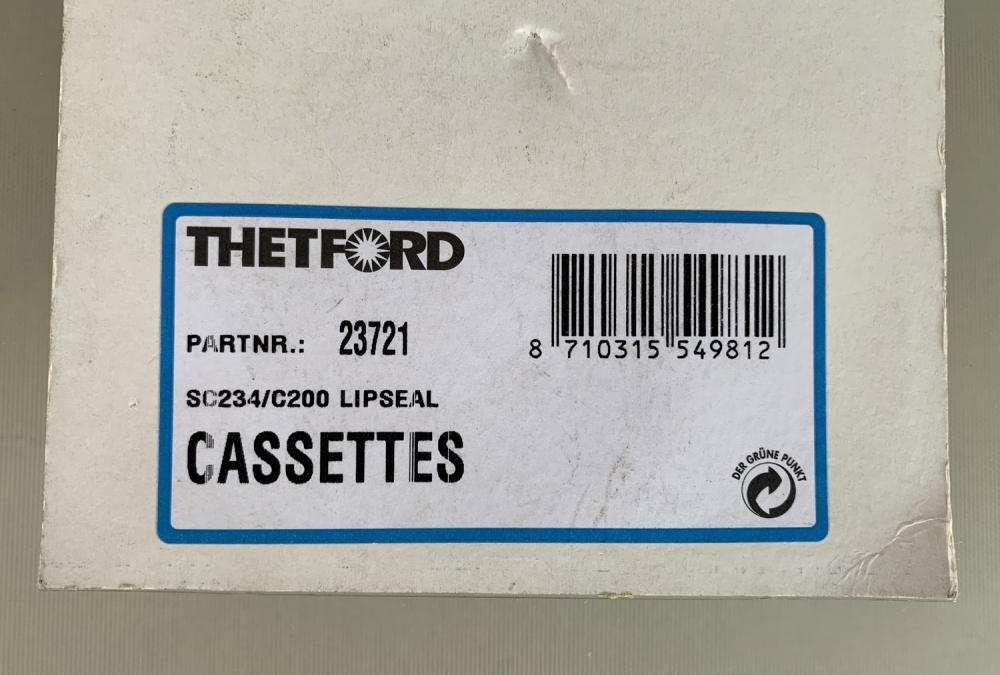 THETFORD
PARTNR.: 23721
SC234/C200 LIPSEAL
CASSETTES
8 710315 549812
DER GRÜNE PUNKT